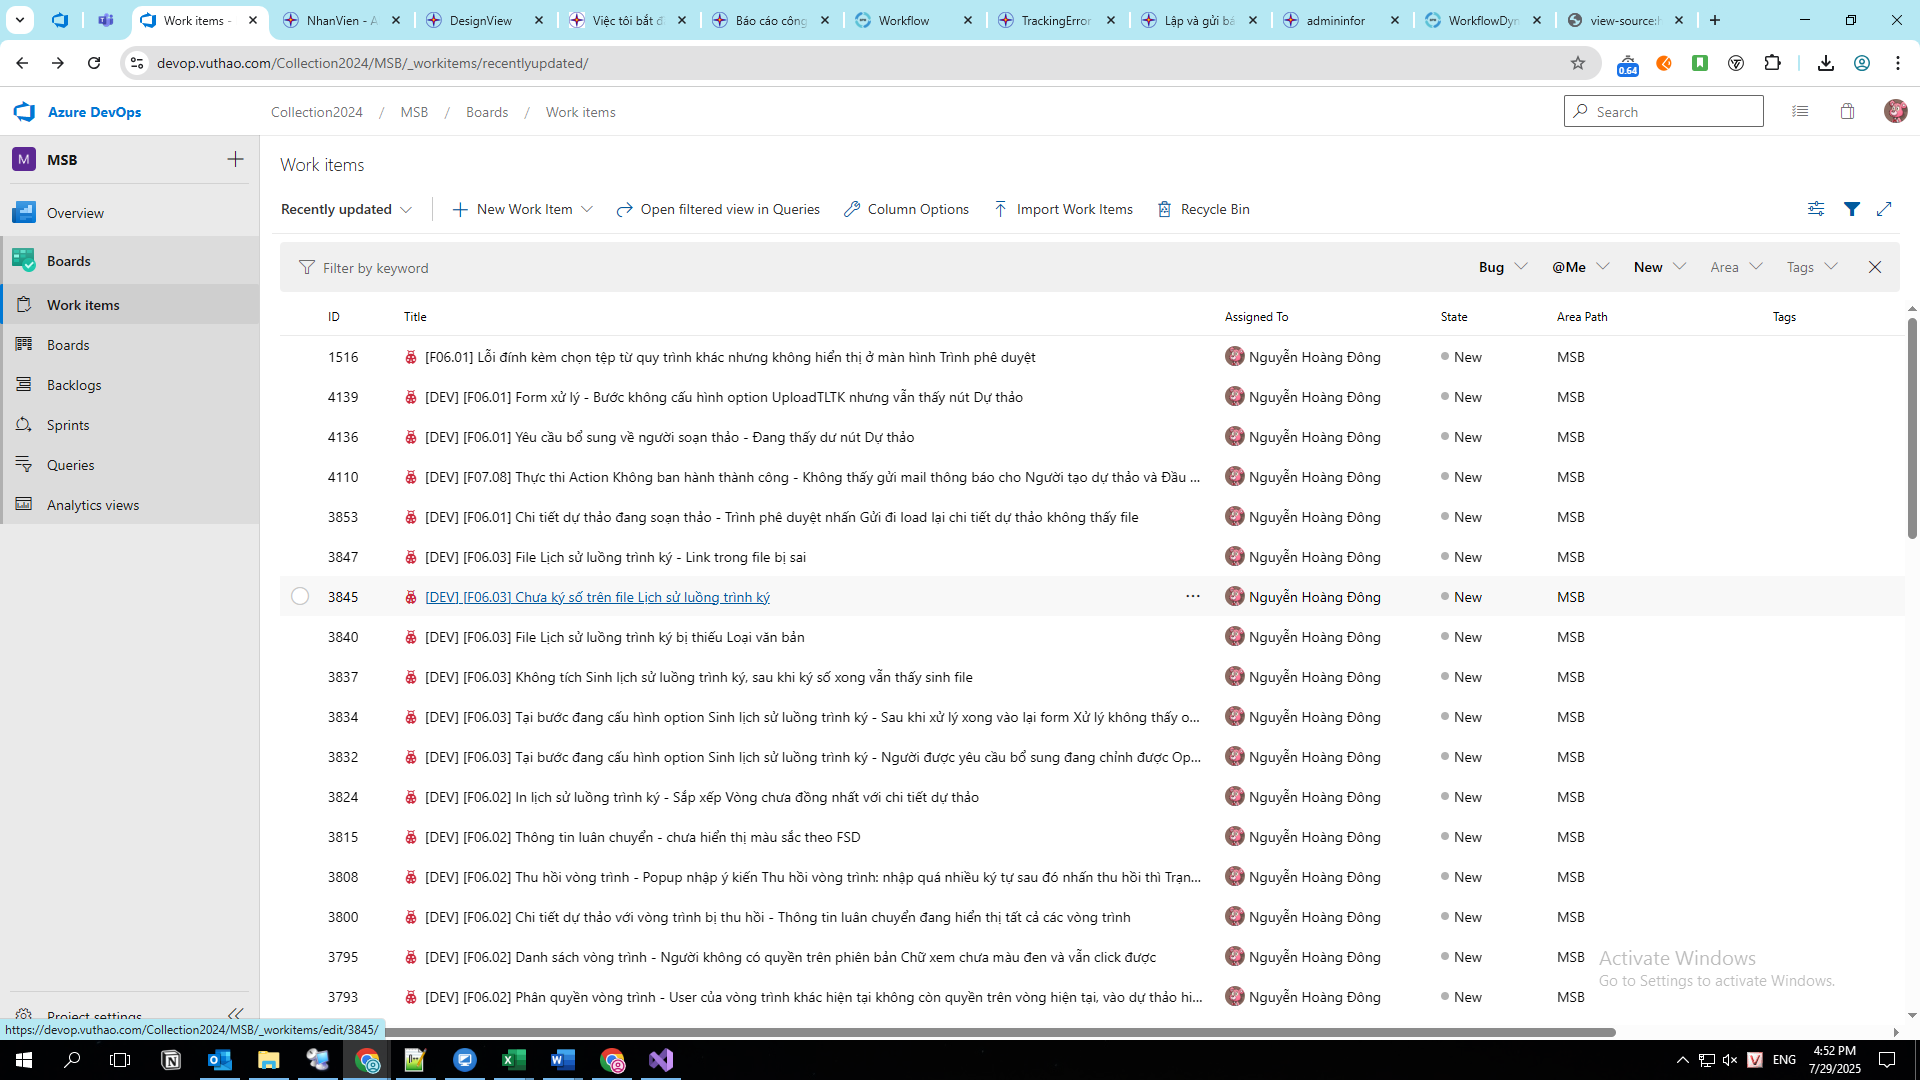 Work items -
NhanVien - A
DesignView
Việc tôi bắt đ
Báo cáo công
Workflow
TrackingError
Lập và gửi bá
admininfor
WorkflowDyn
view-source:h
devop.vuthao.com/Collection2024/MSB/_workitems/recentlyupdated/
0.64
Azure DevOps
Collection2024 / MSB / Boards / Work items
Search
M MSB
Overview
Boards
Work items
Boards
Backlogs
Sprints
Queries
Analytics views
Project settings
Work items
Recently updated
New Work Item
Open filtered view in Queries
Column Options
Import Work Items
Recycle Bin
Filter by keyword
Bug
@Me
New
Area
Tags
ID Title Assigned To State Area Path Tags
1516 [F06.01] Lỗi đính kèm chọn tệp từ quy trình khác nhưng không hiển thị ở màn hình Trình phê duyệt Nguyễn Hoàng Đông New MSB
4139 [DEV] [F06.01] Form xử lý - Bước không cấu hình option UploadTLTK nhưng vẫn thấy nút Dự thảo Nguyễn Hoàng Đông New MSB
4136 [DEV] [F06.01] Yêu cầu bổ sung về người soạn thảo - Đang thấy dư nút Dự thảo Nguyễn Hoàng Đông New MSB
4110 [DEV] [F07.08] Thực thi Action Không ban hành thành công - Không thấy gửi mail thông báo cho Người tạo dự thảo và Đầu ... Nguyễn Hoàng Đông New MSB
3853 [DEV] [F06.01] Chi tiết dự thảo đang soạn thảo - Trình phê duyệt nhấn Gửi đi load lại chi tiết dự thảo không thấy file Nguyễn Hoàng Đông New MSB
3847 [DEV] [F06.03] File Lịch sử luồng trình ký - Link trong file bị sai Nguyễn Hoàng Đông New MSB
3845 [DEV] [F06.03] Chưa ký số trên file Lịch sử luồng trình ký Nguyễn Hoàng Đông New MSB
3840 [DEV] [F06.03] File Lịch sử luồng trình ký bị thiếu Loại văn bản Nguyễn Hoàng Đông New MSB
3837 [DEV] [F06.03] Không tích Sinh lịch sử luồng trình ký, sau khi ký số xong vẫn thấy sinh file Nguyễn Hoàng Đông New MSB
3834 [DEV] [F06.03] Tại bước đang cấu hình option Sinh lịch sử luồng trình ký - Sau khi xử lý xong vào lại form Xử lý không thấy o... Nguyễn Hoàng Đông New MSB
3832 [DEV] [F06.03] Tại bước đang cấu hình option Sinh lịch sử luồng trình ký - Người được yêu cầu bổ sung đang chỉnh được Op... Nguyễn Hoàng Đông New MSB
3824 [DEV] [F06.02] In lịch sử luồng trình ký - Sắp xếp Vòng chưa đồng nhất với chi tiết dự thảo Nguyễn Hoàng Đông New MSB
3815 [DEV] [F06.02] Thông tin luân chuyển - chưa hiển thị màu sắc theo FSD Nguyễn Hoàng Đông New MSB
3808 [DEV] [F06.02] Thu hồi vòng trình - Popup nhập ý kiến Thu hồi vòng trình: nhập quá nhiều ký tự sau đó nhấn thu hồi thì Trạn... Nguyễn Hoàng Đông New MSB
3800 [DEV] [F06.02] Chi tiết dự thảo với vòng trình bị thu hồi - Thông tin luân chuyển đang hiển thị tất cả các vòng trình Nguyễn Hoàng Đông New MSB
3795 [DEV] [F06.02] Danh sách vòng trình - Người không có quyền trên phiên bản Chữ xem chưa màu đen và vẫn click được Nguyễn Hoàng Đông New MSB
3793 [DEV] [F06.02] Phân quyền vòng trình - User của vòng trình khác hiện tại không còn quyền trên vòng hiện tại, vào dự thảo hi... Nguyễn Hoàng Đông New MSB
Activate Windows
Go to Settings to activate Windows.
https://devop.vuthao.com/Collection2024/MSB/_workitems/edit/3845/
ENG
4:52 PM
7/29/2025